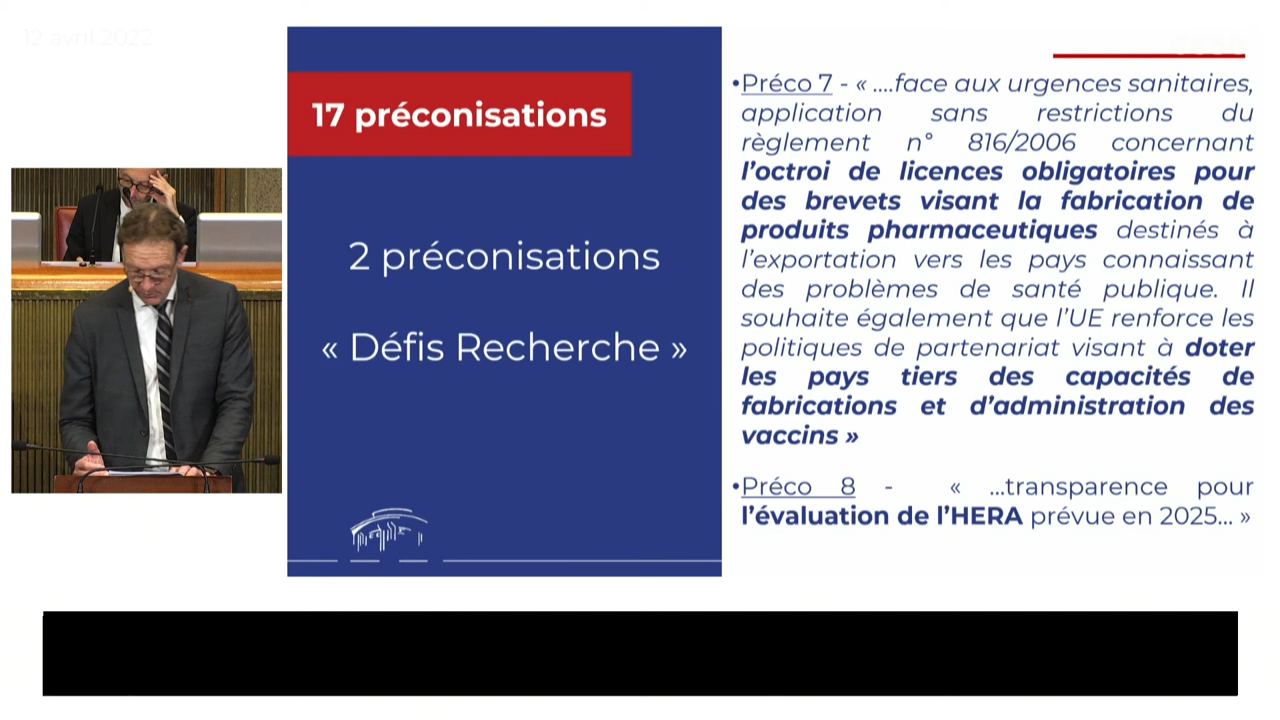 12 avril 2022
17 préconisations
2 préconisations
« Défis Recherche »
•Préco 7 - « ....face aux urgences sanitaires,
application sans restrictions du
règlement n° 816/2006 concernant
l’octroi de licences obligatoires pour
des brevets visant la fabrication de
produits pharmaceutiques destinés à
l’exportation vers les pays connaissant
des problèmes de santé publique. Il
souhaite également que l’UE renforce les
politiques de partenariat visant à doter
les pays tiers des capacités de
fabrications et d’administration des
vaccins »
•Préco 8 - « ...transparence pour
l’évaluation de l’HERA prévue en 2025... »